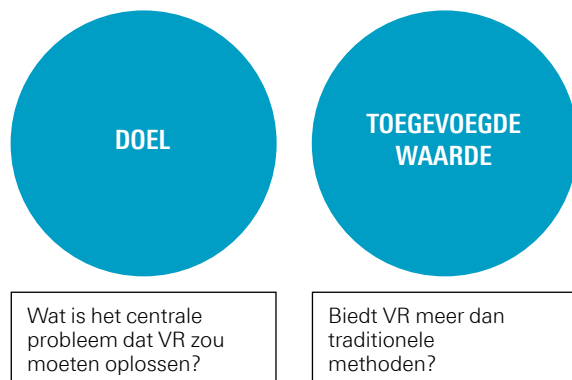 DOEL
TOEGEVOEGDE
WAARDE
Wat is het centrale
probleem dat VR zou
moeten oplossen?
Biedt VR meer dan
traditionele
methoden?